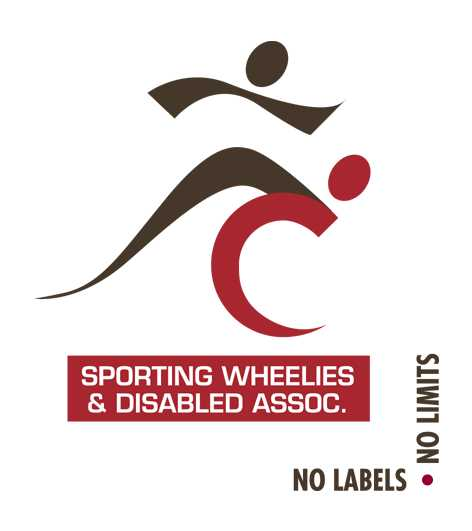 SPORTING WHEELIES
& DISABLED ASSOC.
NO LABELS •
NO LIMITS